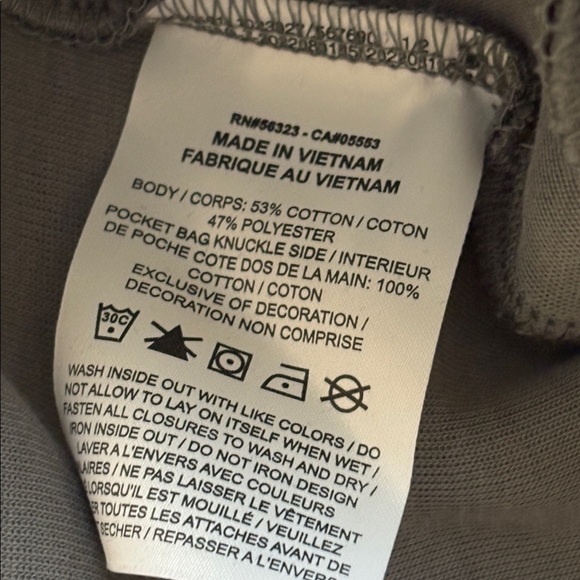 1/2
RN#56323 - CA#05553
MADE IN VIETNAM
FABRIQUE AU VIETNAM
BODY / CORPS: 53% COTTON / COTON
47% POLYESTER
POCKET BAG KNUCKLE SIDE / INTERIEUR
DE POCHE COTE DOS DE LA MAIN: 100%
COTTON / COTON
EXCLUSIVE OF DECORATION /
DECORATION NON COMPRISE
30C
WASH INSIDE OUT WITH LIKE COLORS / DO
NOT ALLOW TO LAY ON ITSELF WHEN WET /
FASTEN ALL CLOSURES TO WASH AND DRY /
IRON INSIDE OUT / DO NOT IRON DESIGN
LAVER A L'ENVERS AVEC COULEURS
AIRES / NE PAS LAISSER LE VÊTEMENT
LORSQU'IL EST MOUILLÉ / VEUILLEZ
ER TOUTES LES ATTACHES AVANT DE
SECHER / REPASSER A L'ENVERS